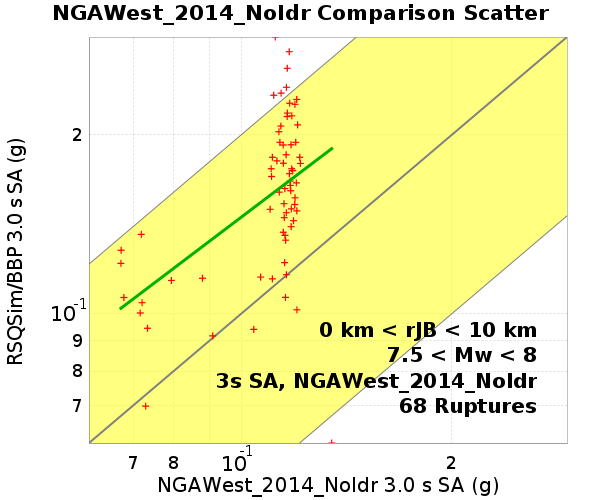 NGAWest_2014_NoIdr Comparison Scatter
RSQSim/BBP 3.0 s SA (g)
2
10^-1
9
8
7
0 km < rJB < 10 km
7.5 < Mw < 8
3s SA, NGAWest_2014_NoIdr
68 Ruptures
7 8 10^-1 2
NGAWest_2014_NoIdr 3.0 s SA (g)